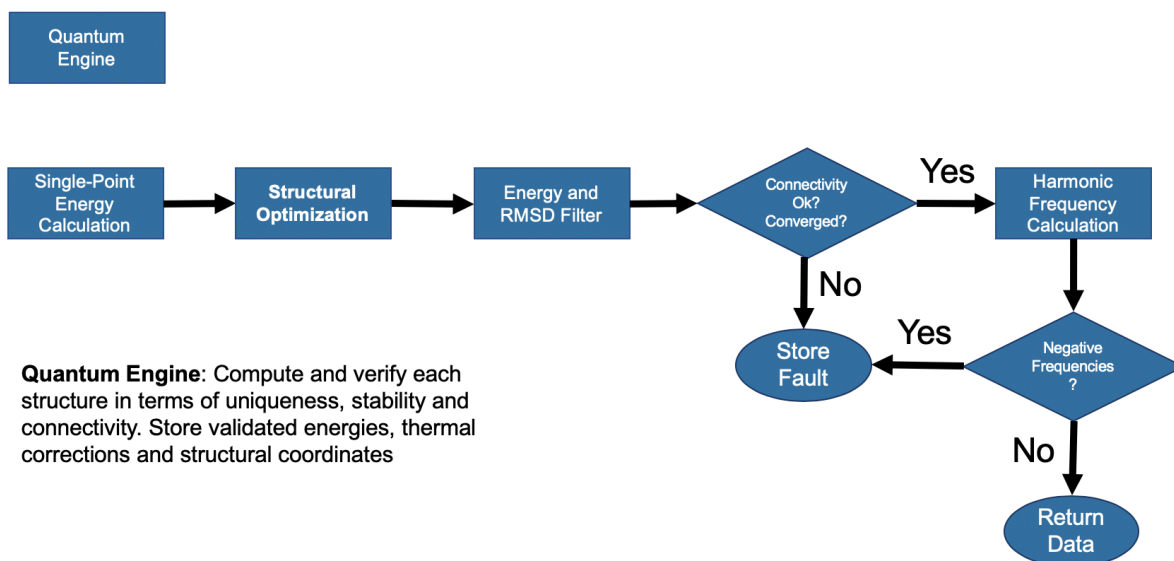 Quantum
Engine
Single-Point
Energy
Calculation
Structural
Optimization
Energy and
RMSD Filter
Connectivity
Ok?
Converged?
Yes
Harmonic
Frequency
Calculation
No
Store
Fault
Yes
Negative
Frequencies
?
No
Return
Data
Quantum Engine: Compute and verify each
structure in terms of uniqueness, stability and
connectivity. Store validated energies, thermal
corrections and structural coordinates